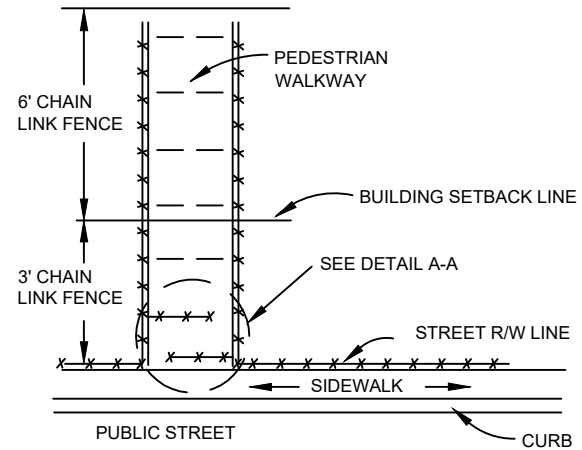 PEDESTRIAN
WALKWAY
6' CHAIN
LINK FENCE
BUILDING SETBACK LINE
3' CHAIN
LINK FENCE
SEE DETAIL A-A
STREET R/W LINE
SIDEWALK
PUBLIC STREET
CURB